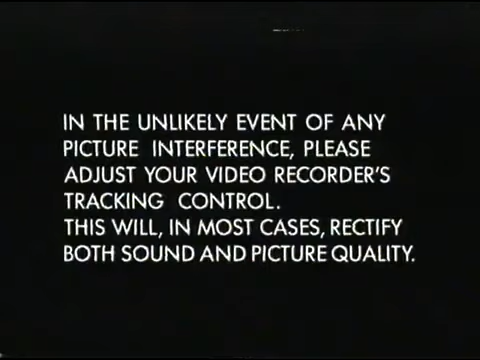 IN THE UNLIKELY EVENT OF ANY
PICTURE INTERFERENCE, PLEASE
ADJUST YOUR VIDEO RECORDER'S
TRACKING CONTROL.
THIS WILL, IN MOST CASES, RECTIFY
BOTH SOUND AND PICTURE QUALITY.